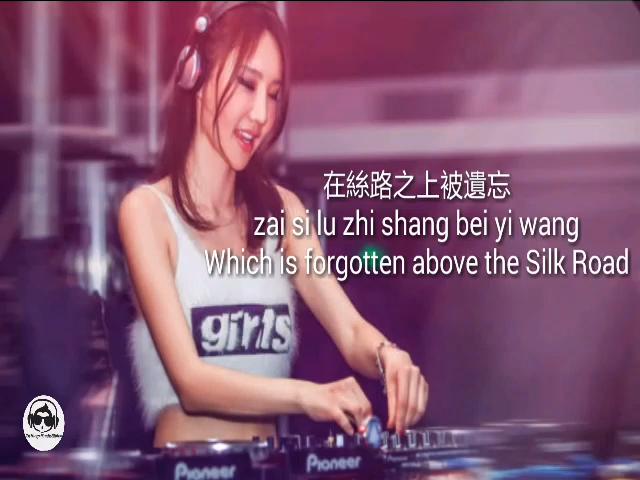 在絲路之上被遺忘
zai si lu zhi shang bei yi wang
Which is forgotten above the Silk Road
girls
Pioneer
Pioneer